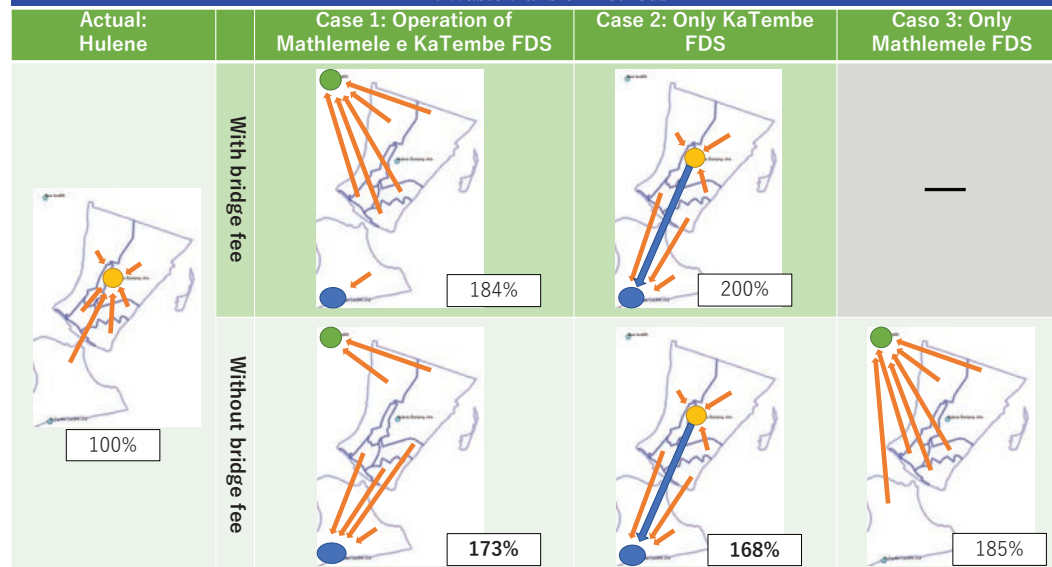 Actual:
Hulene
Case 1: Operation of
Mathlemele e KaTembe FDS
Case 2: Only KaTembe
FDS
Caso 3: Only
Mathlemele FDS
With bridge fee
184%
200%
—
100%
Without bridge fee
173%
168%
185%